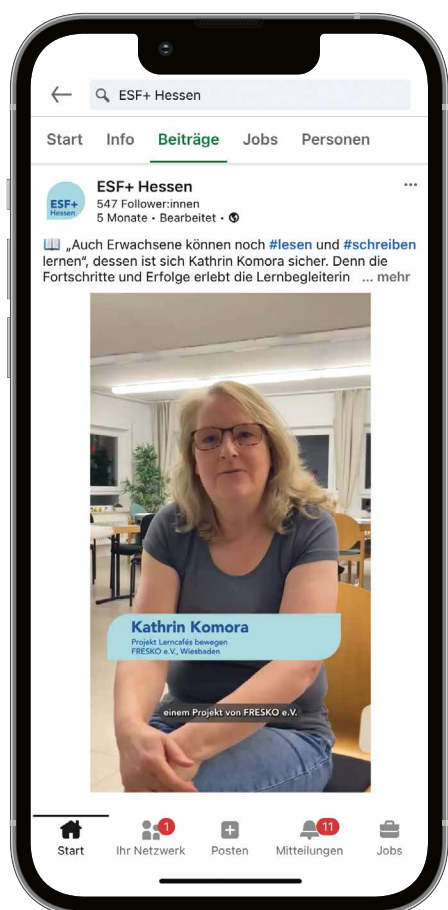 ESF+ Hessen
Start Info Beiträge Jobs Personen
ESF+
Hessen
ESF+ Hessen
547 Follower:innen
5 Monate • Bearbeitet •
„Auch Erwachsene können noch #lesen und #schreiben
lernen“, dessen ist sich Kathrin Komora sicher. Denn die
Fortschritte und Erfolge erlebt die Lernbegleiterin ... mehr
Kathrin Komora
Projekt Lerncafés bewegen
FRESKO e.V., Wiesbaden
einem Projekt von FRESKO e.V.
1
11
Start Ihr Netzwerk Posten Mitteilungen Jobs